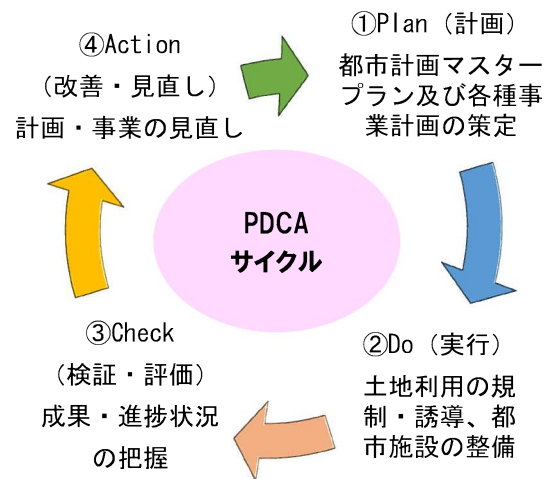 ①Plan（計画）
都市計画マスター
プラン及び各種事
業計画の策定
②Do（実行）
土地利用の規
制・誘導、都
市施設の整備
③Check
（検証・評価）
成果・進捗状況
の把握
④Action
（改善・見直し）
計画・事業の見直し
PDCA
サイクル